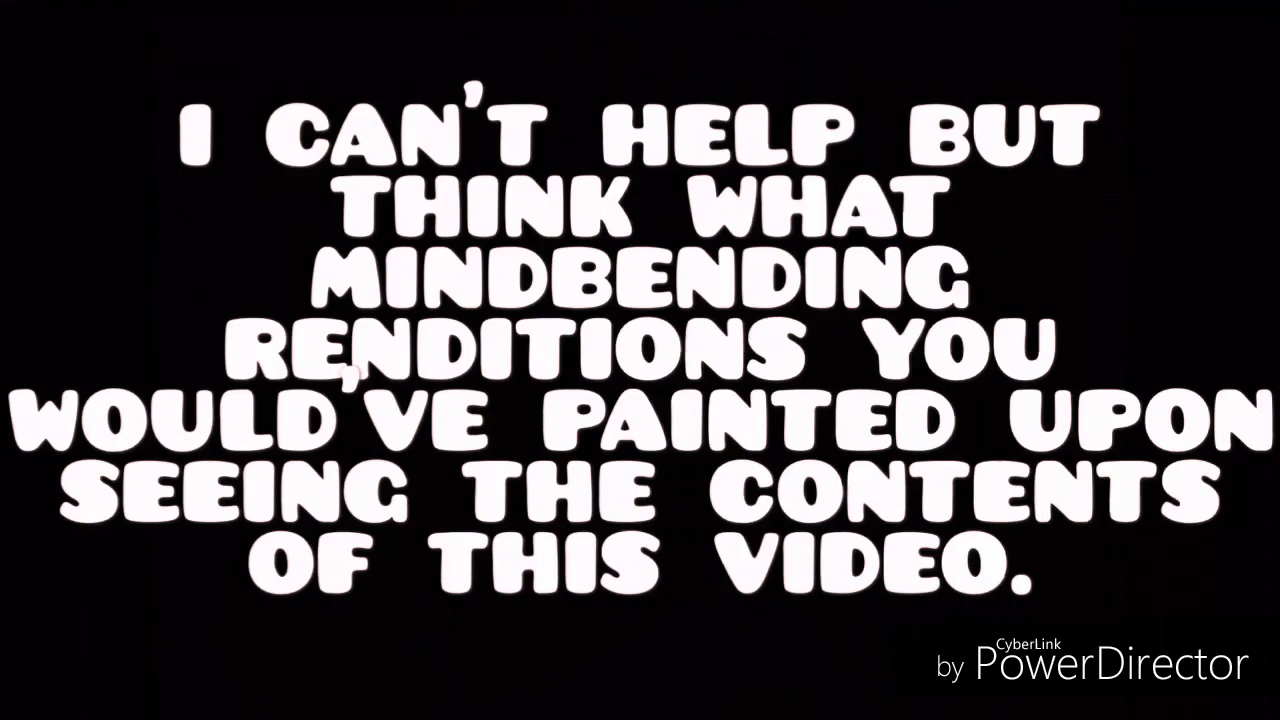 I CAN'T HELP BUT
THINK WHAT
MINDBENDING
RENDITIONS YOU
WOULD'VE PAINTED UPON
SEEING THE CONTENTS
OF THIS VIDEO.
CyberLink
by PowerDirector